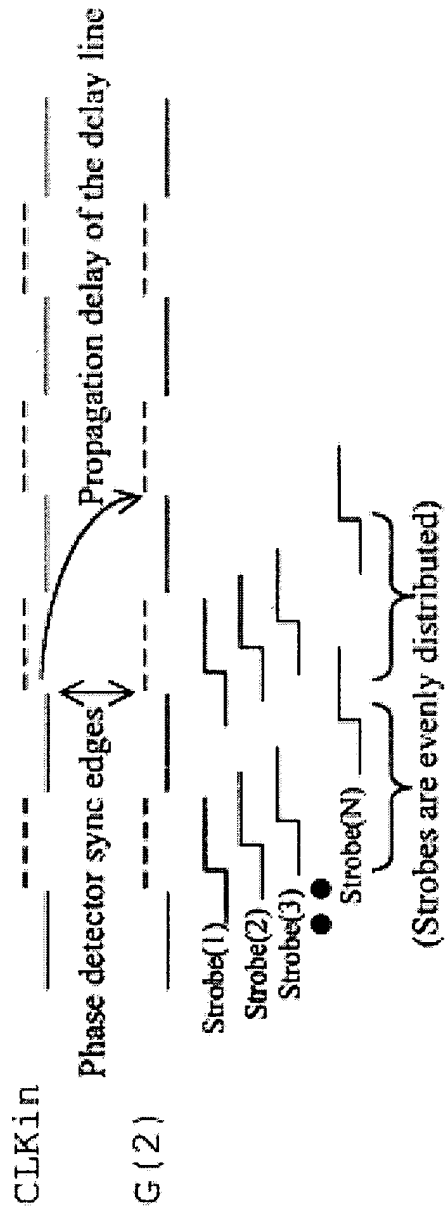 CLKin
Phase detector sync edges
Propagation delay of the delay line
G(2)
Strobe(1)
Strobe(2)
Strobe(3)
Strobe(N)
(Strobes are evenly distributed)